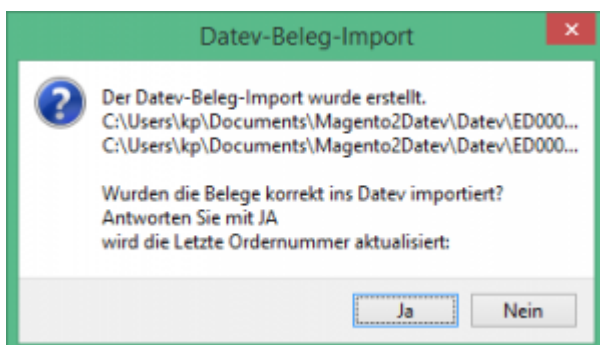 Datev-Beleg-Import
Der Datev-Beleg-Import wurde erstellt.
C:\Users\kp\Documents\Magento2Datev\Datev\ED000...
C:\Users\kp\Documents\Magento2Datev\Datev\ED000...
Wurden die Belege korrekt ins Datev importiert?
Antworten Sie mit JA
wird die Letzte Ordernummer aktualisiert:
Ja Nein